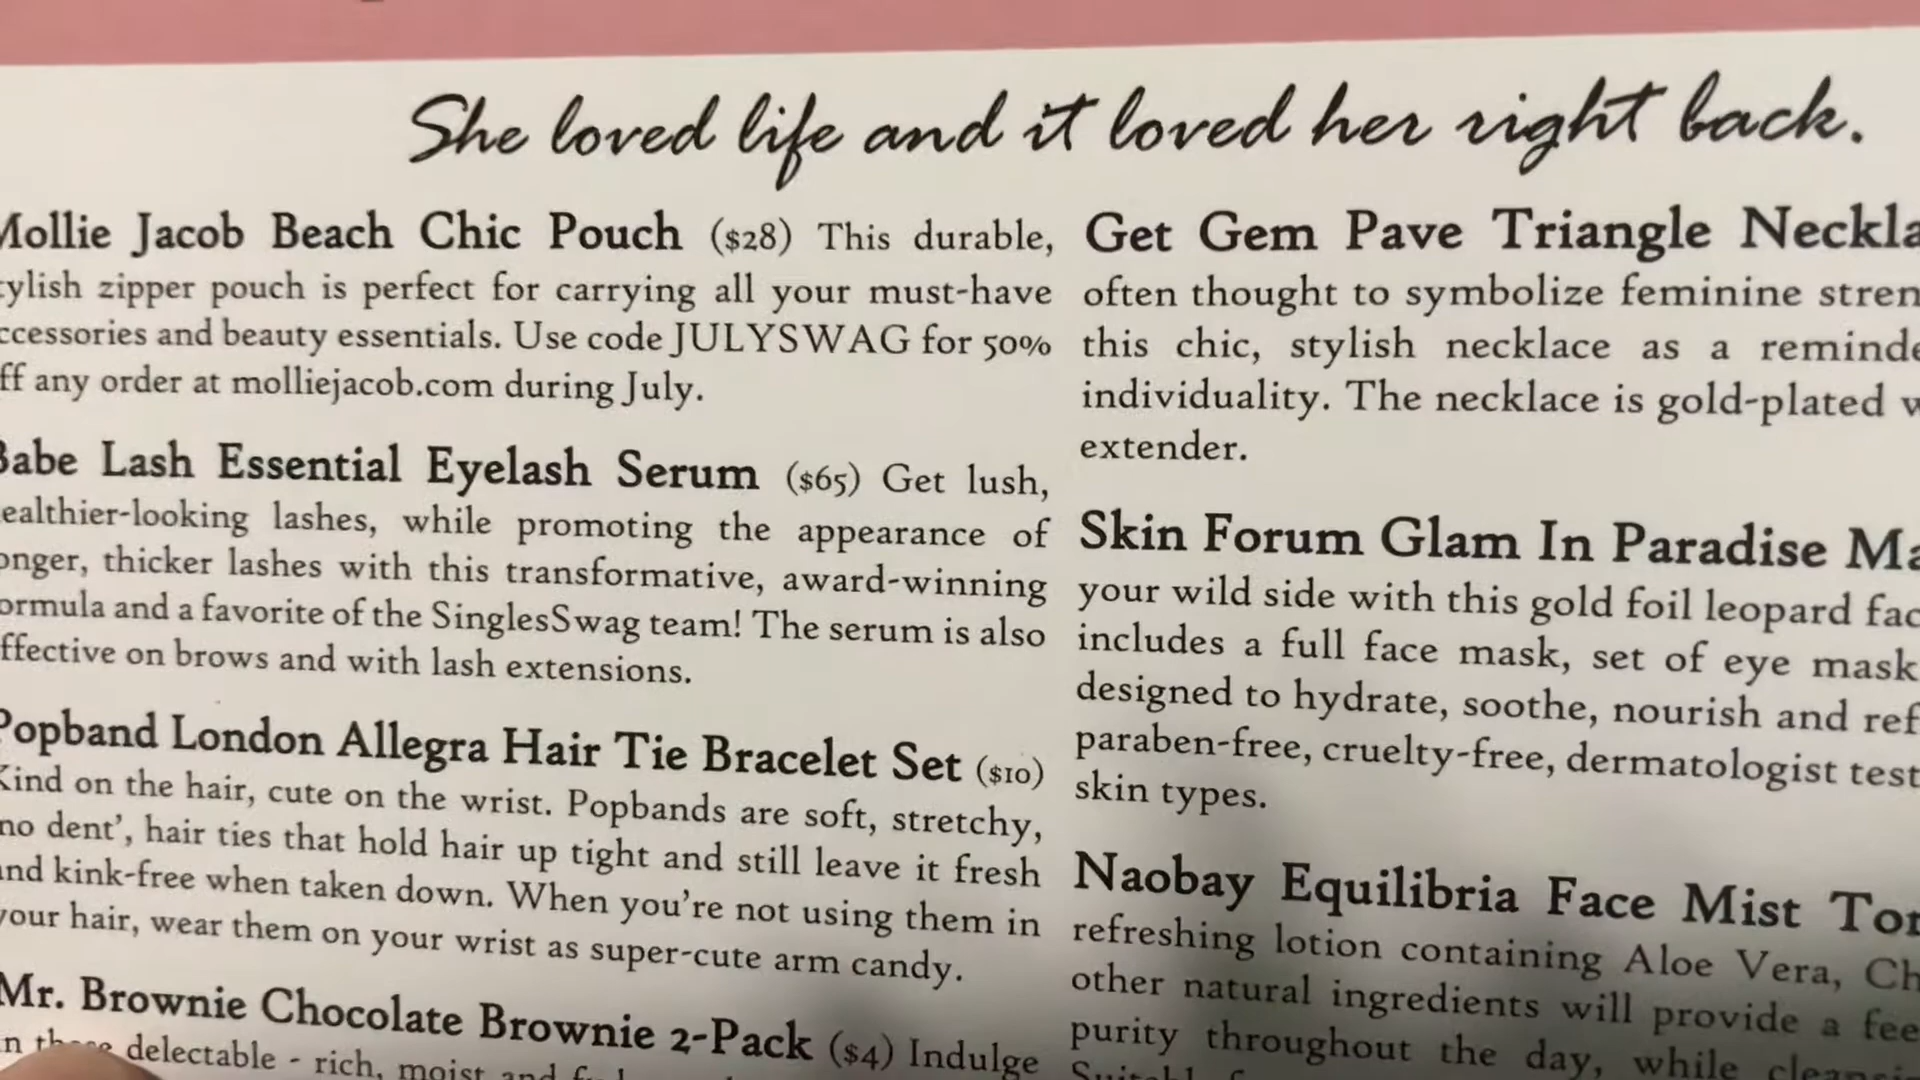 She loved life and it loved her right back.
Mollie Jacob Beach Chic Pouch ($28) This durable,
tylish zipper pouch is perfect for carrying all your must-have
ccessories and beauty essentials. Use code JULYSWAG for 50%
ff any order at molliejacob.com during July.
Babe Lash Essential Eyelash Serum ($65) Get lush,
ealthier-looking lashes, while promoting the appearance of
onger, thicker lashes with this transformative, award-winning
ormula and a favorite of the SinglesSwag team! The serum is also
ffective on brows and with lash extensions.
Popband London Allegra Hair Tie Bracelet Set ($10)
Kind on the hair, cute on the wrist. Popbands are soft, stretchy,
no dent', hair ties that hold hair up tight and still leave it fresh
and kink-free when taken down. When you're not using them in
your hair, wear them on your wrist as super-cute arm candy.
Mr. Brownie Chocolate Brownie 2-Pack ($4) Indulge
in these delectable - rich, moist and
Get Gem Pave Triangle Neckla
often thought to symbolize feminine stren
this chic, stylish necklace as a reminde
individuality. The necklace is gold-plated w
extender.
Skin Forum Glam In Paradise Ma
your wild side with this gold foil leopard fac
includes a full face mask, set of eye mask
designed to hydrate, soothe, nourish and ref
paraben-free, cruelty-free, dermatologist test
skin types.
Naobay Equilibria Face Mist Ton
refreshing lotion containing Aloe Vera, Ch
other natural ingredients will provide a fee
purity throughout the day, while cleansi